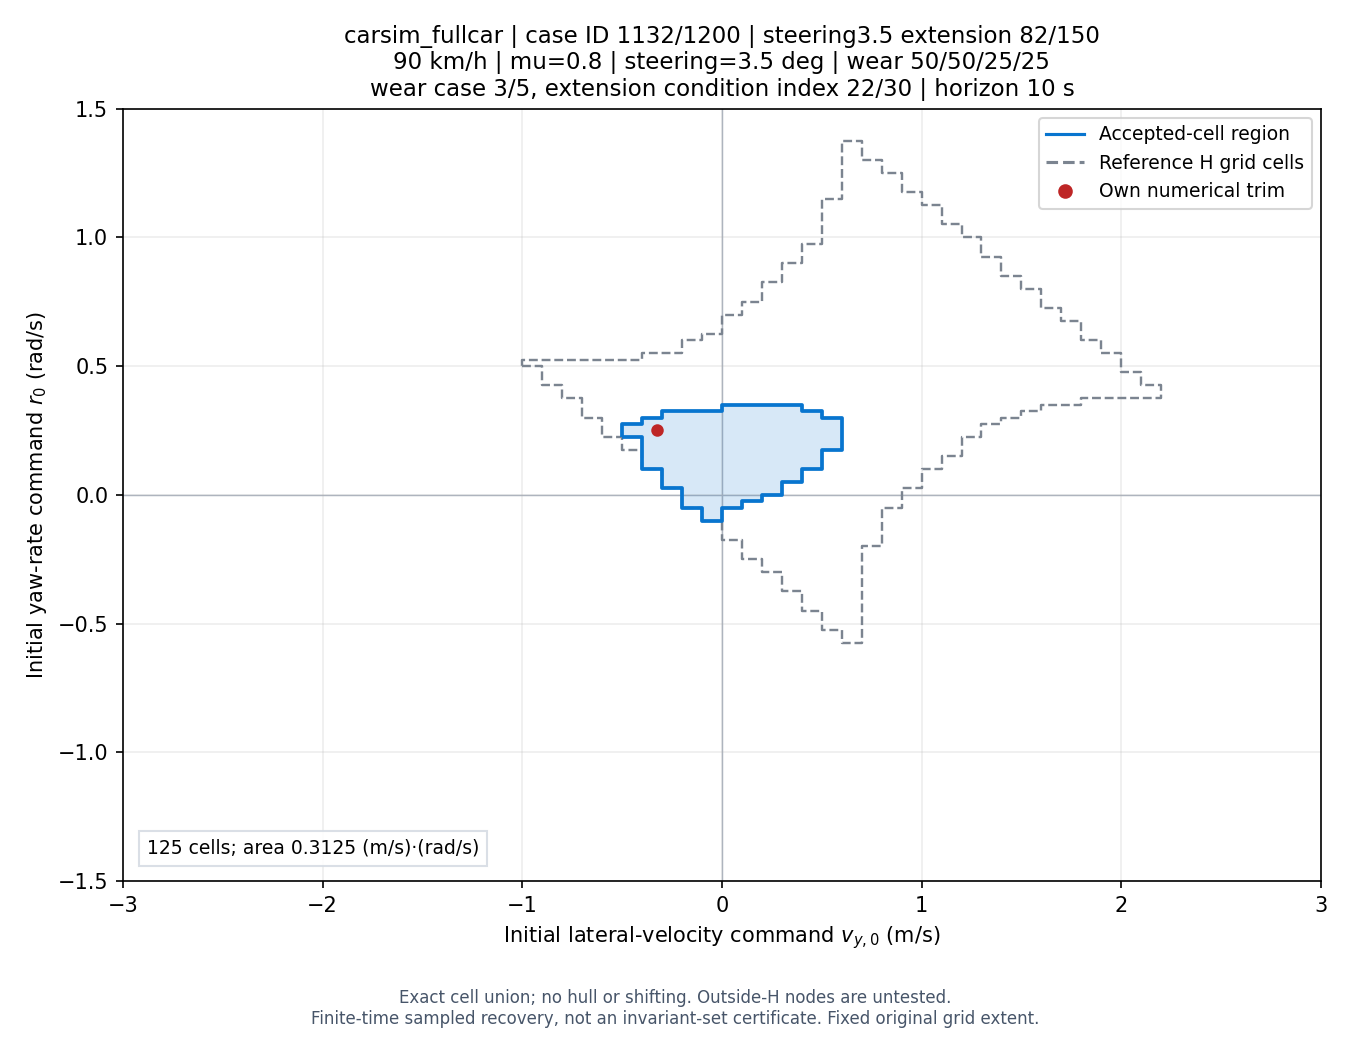 carsim_fullcar | case ID 1132/1200 | steering3.5 extension 82/150
90 km/h | mu=0.8 | steering=3.5 deg | wear 50/50/25/25
wear case 3/5, extension condition index 22/30 | horizon 10 s
Accepted-cell region
Reference H grid cells
Own numerical trim
1.5
1.0
0.5
0.0
−0.5
−1.0
−1.5
Initial yaw-rate command r₀ (rad/s)
125 cells; area 0.3125 (m/s)·(rad/s)
−3
−2
−1
0
1
2
3
Initial lateral-velocity command v_{y,0} (m/s)
Exact cell union; no hull or shifting. Outside-H nodes are untested.
Finite-time sampled recovery, not an invariant-set certificate. Fixed original grid extent.